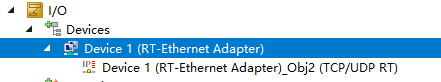 I/O
Devices
Device 1 (RT-Ethernet Adapter)
Device 1 (RT-Ethernet Adapter)_Obj2 (TCP/UDP RT)